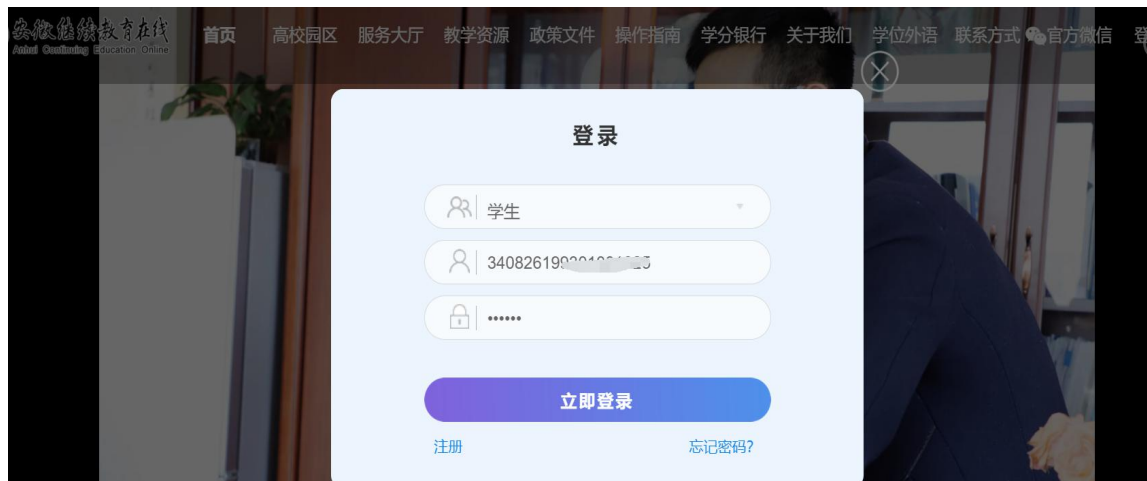 安徽继续教育在线
Anhui Continuing Education Online
首页 高校园区 服务大厅 教学资源 政策文件 操作指南 学分银行 关于我们 学位外语 联系方式 官方微信 登
登录
学生
••••••
立即登录
注册 忘记密码?